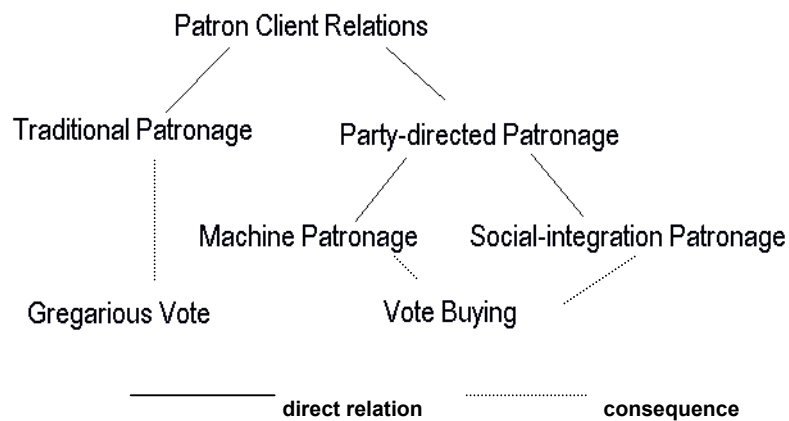 Patron Client Relations
Traditional Patronage
Party-directed Patronage
Machine Patronage
Social-integration Patronage
Gregarious Vote
Vote Buying
direct relation
consequence